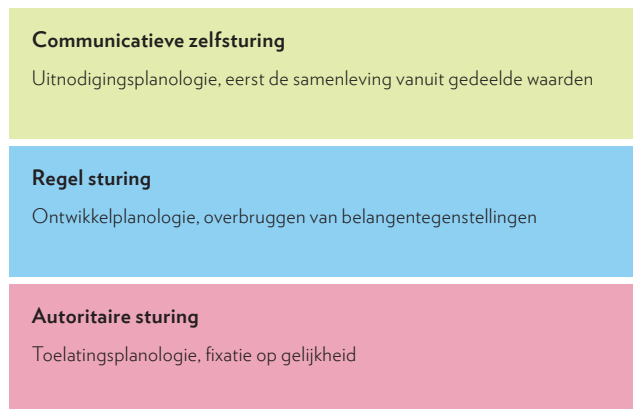 Communicatieve zelfsturing
Uitnodigingsplanologie, eerst de samenleving vanuit gedeelde waarden
Regel sturing
Ontwikkelplanologie, overbruggen van belangentegenstellingen
Autoritaire sturing
Toelatingsplanologie, fixatie op gelijkheid